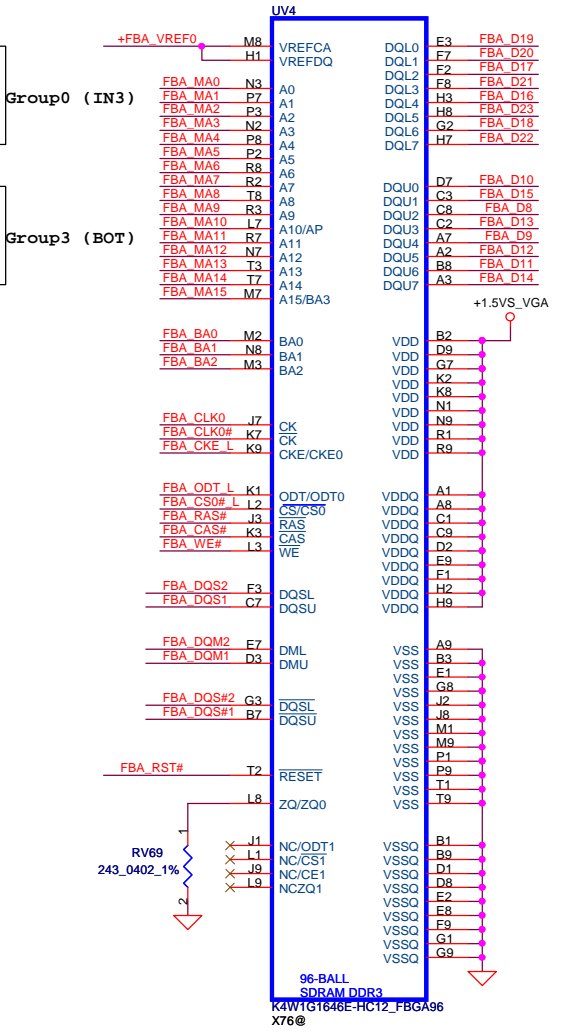 UV4
+FBA_VREF0 M8 VREFCA DQL0 E3 FBA_D19
H1 VREFDQ DQL1 F7 FBA_D20
DQL2 F2 FBA_D17
FBA_MA0 N3 A0 DQL3 F8 FBA_D21
Group0 (IN3) FBA_MA1 P7 A1 DQL4 H3 FBA_D16
FBA_MA2 P3 A2 DQL5 H8 FBA_D23
FBA_MA3 N2 A3 DQL6 G2 FBA_D18
FBA_MA4 P8 A4 DQL7 H7 FBA_D22
FBA_MA5 P2 A5
FBA_MA6 R8 A6
FBA_MA7 R2 A7 DQU0 D7 FBA_D10
FBA_MA8 T8 A8 DQU1 C3 FBA_D15
FBA_MA9 R3 A9 DQU2 C8 FBA_D8
FBA_MA10 L7 A10/AP DQU3 C2 FBA_D13
Group3 (BOT) FBA_MA11 R7 A11 DQU4 A7 FBA_D9
FBA_MA12 N7 A12 DQU5 A2 FBA_D12
FBA_MA13 T3 A13 DQU6 B8 FBA_D11
FBA_MA14 T7 A14 DQU7 A3 FBA_D14
FBA_MA15 M7 A15/BA3
+1.5VS_VGA
FBA_BA0 M2 BA0 VDD B2
FBA_BA1 N8 BA1 VDD D9
FBA_BA2 M3 BA2 VDD G7
VDD K2
VDD K8
VDD N1
FBA_CLK0 J7 CK VDD N9
FBA_CLK0# K7 CK VDD R1
FBA_CKE_L K9 CKE/CKE0 VDD R9
FBA_ODT_L K1 ODT/ODT0 VDDQ A1
FBA_CS0#_L L2 CS/CS0 VDDQ A8
FBA_RAS# J3 RAS VDDQ C1
FBA_CAS# K3 CAS VDDQ C9
FBA_WE# L3 WE VDDQ D2
VDDQ E9
VDDQ F1
FBA_DQS2 F3 DQSL VDDQ H2
FBA_DQS1 C7 DQSU VDDQ H9
FBA_DQM2 E7 DML VSS A9
FBA_DQM1 D3 DMU VSS B3
VSS E1
VSS G8
FBA_DQS#2 G3 DQSL VSS J2
FBA_DQS#1 B7 DQSU VSS J8
VSS M1
VSS M9
VSS P1
FBA_RST# T2 RESET VSS P9
VSS T1
L8 ZQ/ZQ0 VSS T9
1
J1 NC/ODT1 VSSQ B1
RV69 L1 NC/CS1 VSSQ B9
243_0402_1% J9 NC/CE1 VSSQ D1
L9 NCZQ1 VSSQ D8
2 VSSQ E2
VSSQ E8
VSSQ F9
VSSQ G1
VSSQ G9
96-BALL
SDRAM DDR3
K4W1G1646E-HC12_FBGA96
X76@